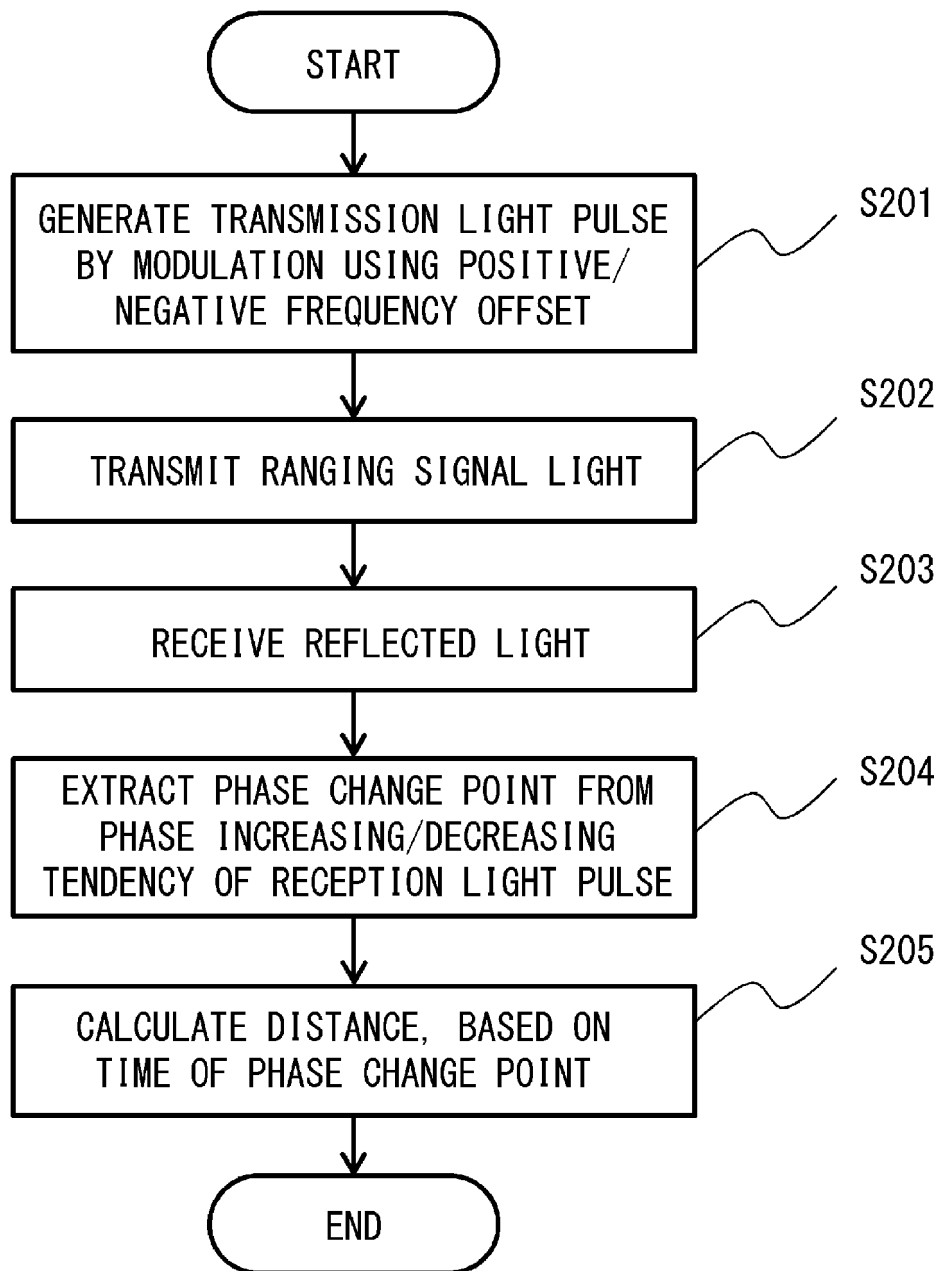 START
GENERATE TRANSMISSION LIGHT PULSE
BY MODULATION USING POSITIVE/
NEGATIVE FREQUENCY OFFSET
S201
TRANSMIT RANGING SIGNAL LIGHT
S202
RECEIVE REFLECTED LIGHT
S203
EXTRACT PHASE CHANGE POINT FROM
PHASE INCREASING/DECREASING
TENDENCY OF RECEPTION LIGHT PULSE
S204
CALCULATE DISTANCE, BASED ON
TIME OF PHASE CHANGE POINT
S205
END